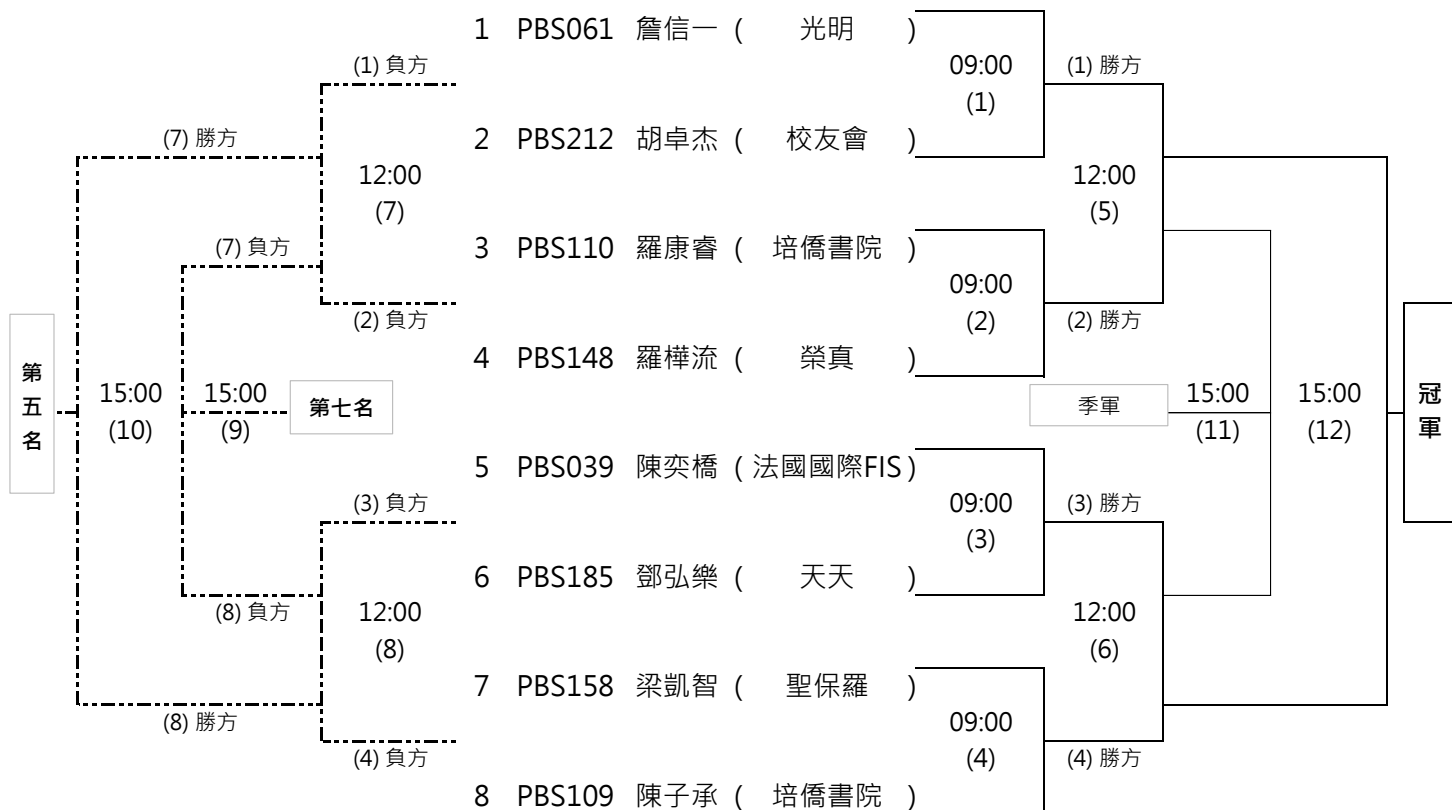 1 PBS061 詹信一 ( 光明 )
(1) 負方
09:00
(1) 勝方
(1)
(7) 勝方
2 PBS212 胡卓杰 ( 校友會 )
12:00
12:00
(7)
(5)
(7) 負方
3 PBS110 羅康睿 ( 培僑書院 )
09:00
(2) 負方
(2)
(2) 勝方
4 PBS148 羅樺流 ( 榮真 )
第五名
15:00
(10)
15:00
(9)
第七名
季軍
15:00
(11)
15:00
(12)
冠軍
5 PBS039 陳奕橋 ( 法國國際FIS )
(3) 負方
09:00
(3) 勝方
(3)
6 PBS185 鄧弘樂 ( 天天 )
(8) 負方
12:00
12:00
(8)
(6)
7 PBS158 梁凱智 ( 聖保羅 )
(8) 勝方
09:00
(4) 負方
(4)
(4) 勝方
8 PBS109 陳子承 ( 培僑書院 )